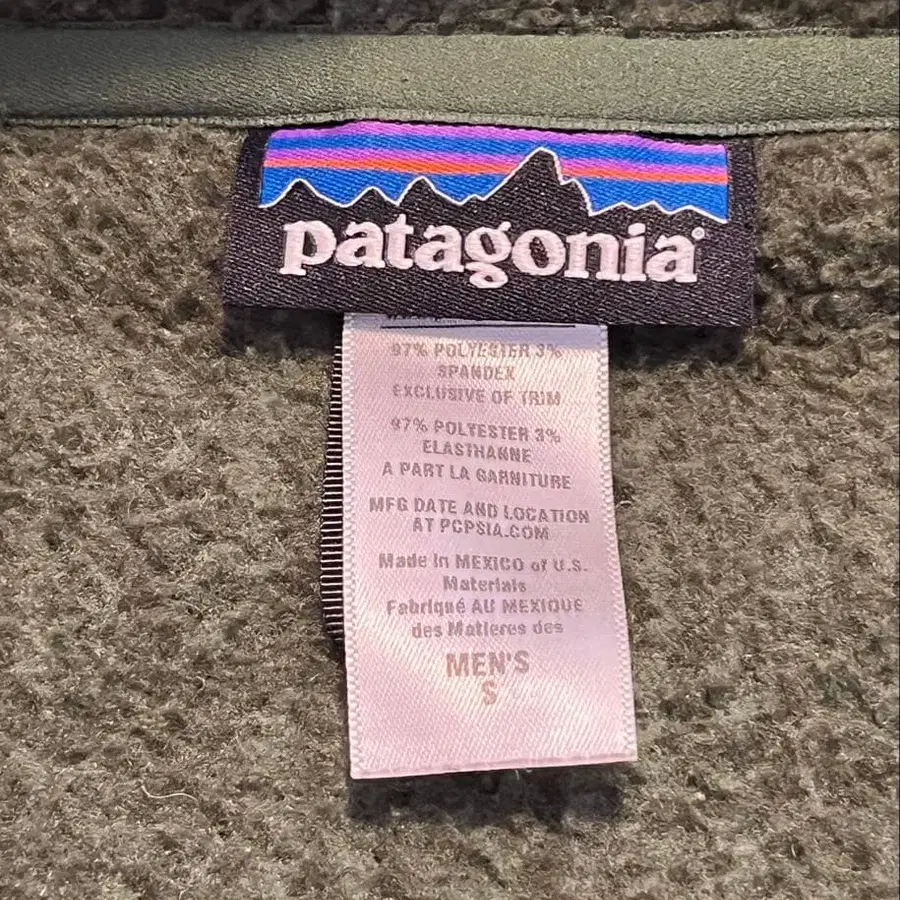 patagonia®
97% POLYESTER 3%
SPANDEX
EXCLUSIVE OF TRIM
97% POLYESTER 3%
ELASTHANNE
A PART LA GARNITURE
MFG DATE AND LOCATION
AT PCPSIA.COM
Made in MEXICO of U.S.
Materials
Fabriqué AU MEXIQUE
des Matieres des
MEN'S
S